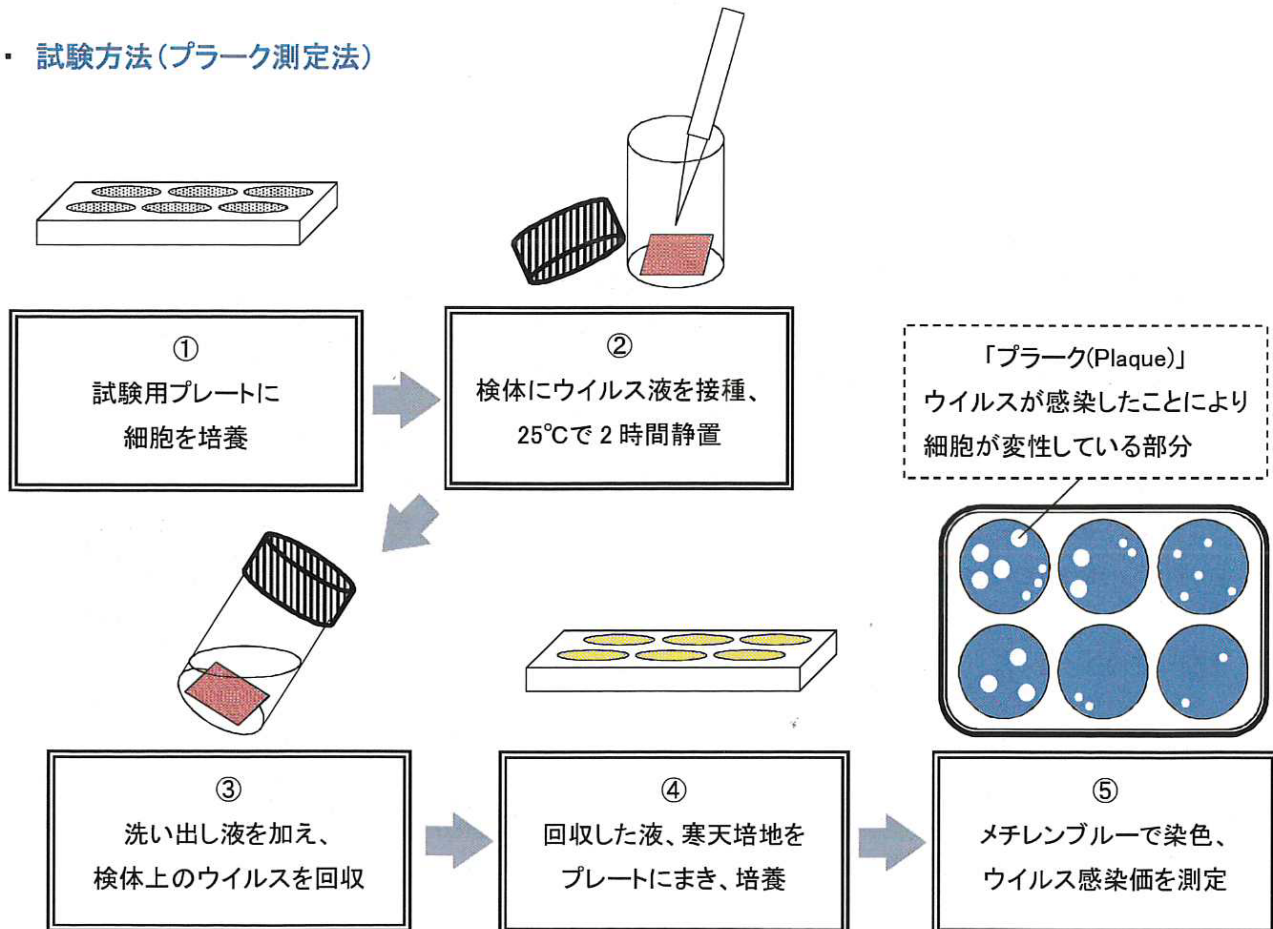 ・ 試験方法(プラーク測定法)
①
試験用プレートに
細胞を培養
②
検体にウイルス液を接種、
25℃で 2 時間静置
「プラーク(Plaque)」
ウイルスが感染したことにより
細胞が変性している部分
③
洗い出し液を加え、
検体上のウイルスを回収
④
回収した液、寒天培地を
プレートにまき、培養
⑤
メチレンブルーで染色、
ウイルス感染価を測定